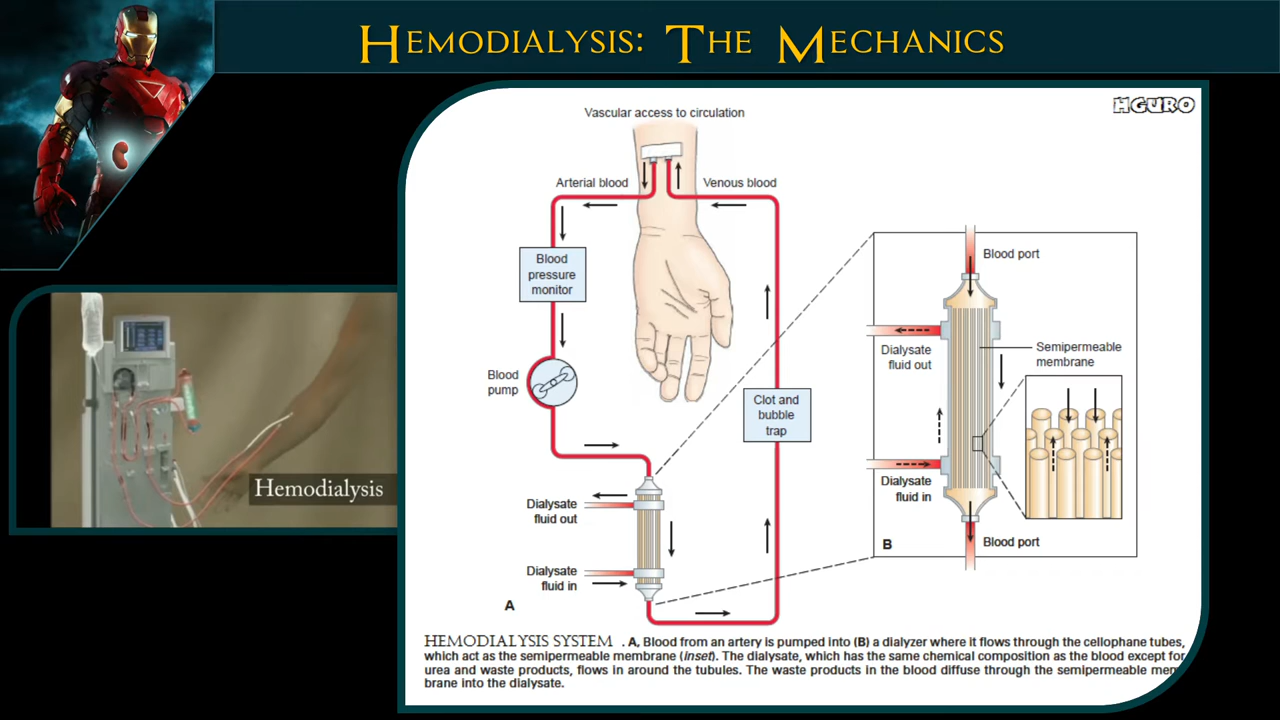 HEMODIALYSIS: THE MECHANICS
HGURO
Vascular access to circulation
Arterial blood
Venous blood
Blood
pressure
monitor
Blood
pump
Clot and
bubble
trap
Dialysate
fluid out
Dialysate
fluid in
A
Blood port
Dialysate
fluid out
Semipermeable
membrane
Dialysate
fluid in
Blood port
B
Hemodialysis
HEMODIALYSIS SYSTEM . A, Blood from an artery is pumped into (B) a dialyzer where it flows through the cellophane tubes,
which act as the semipermeable membrane (inset). The dialysate, which has the same chemical composition as the blood except for
urea and waste products, flows in around the tubules. The waste products in the blood diffuse through the semipermeable mem
brane into the dialysate.